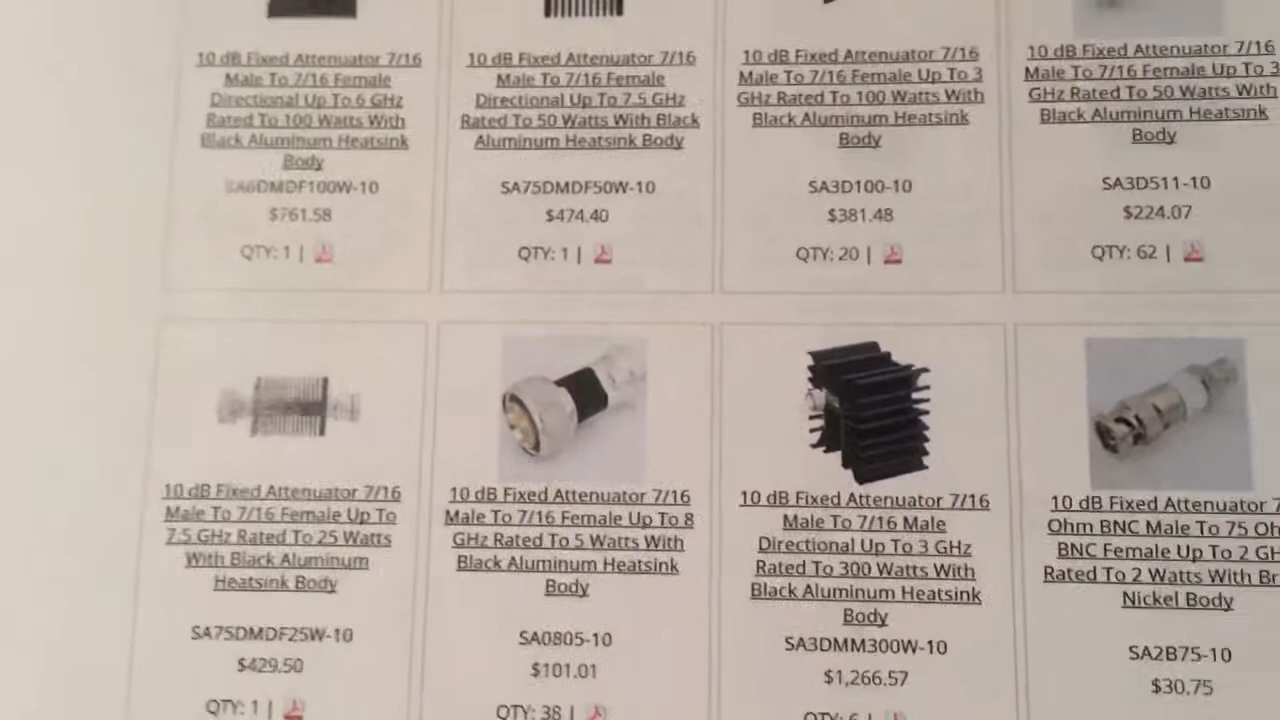 10 dB Fixed Attenuator 7/16
Male To 7/16 Female
Directional Up To 6 GHz
Rated To 100 Watts With
Black Aluminum Heatsink
Body
SA6DMDF100W-10
$761.58
QTY: 1 |
10 dB Fixed Attenuator 7/16
Male To 7/16 Female
Directional Up To 7.5 GHz
Rated To 50 Watts With Black
Aluminum Heatsink Body
SA75DMDF50W-10
$474.40
QTY: 1 |
10 dB Fixed Attenuator 7/16
Male To 7/16 Female Up To 3
GHz Rated To 100 Watts With
Black Aluminum Heatsink
Body
SA3D100-10
$381.48
QTY: 20 |
10 dB Fixed Attenuator 7/16
Male To 7/16 Female Up To 3
GHz Rated To 50 Watts With
Black Aluminum Heatsink
Body
SA3D511-10
$224.07
QTY: 62 |
10 dB Fixed Attenuator 7/16
Male To 7/16 Female Up To
7.5 GHz Rated To 25 Watts
With Black Aluminum
Heatsink Body
SA75DMDF25W-10
$429.50
QTY: 1 |
10 dB Fixed Attenuator 7/16
Male To 7/16 Female Up To 8
GHz Rated To 5 Watts With
Black Aluminum Heatsink
Body
SA0805-10
$101.01
QTY: 38 |
10 dB Fixed Attenuator 7/16
Male To 7/16 Male
Directional Up To 3 GHz
Rated To 300 Watts With
Black Aluminum Heatsink
Body
SA3DMM300W-10
$1,266.57
QTY: 6 |
10 dB Fixed Attenuator 7
Ohm BNC Male To 75 Oh
BNC Female Up To 2 GH
Rated To 2 Watts With Br
Nickel Body
SA2B75-10
$30.75